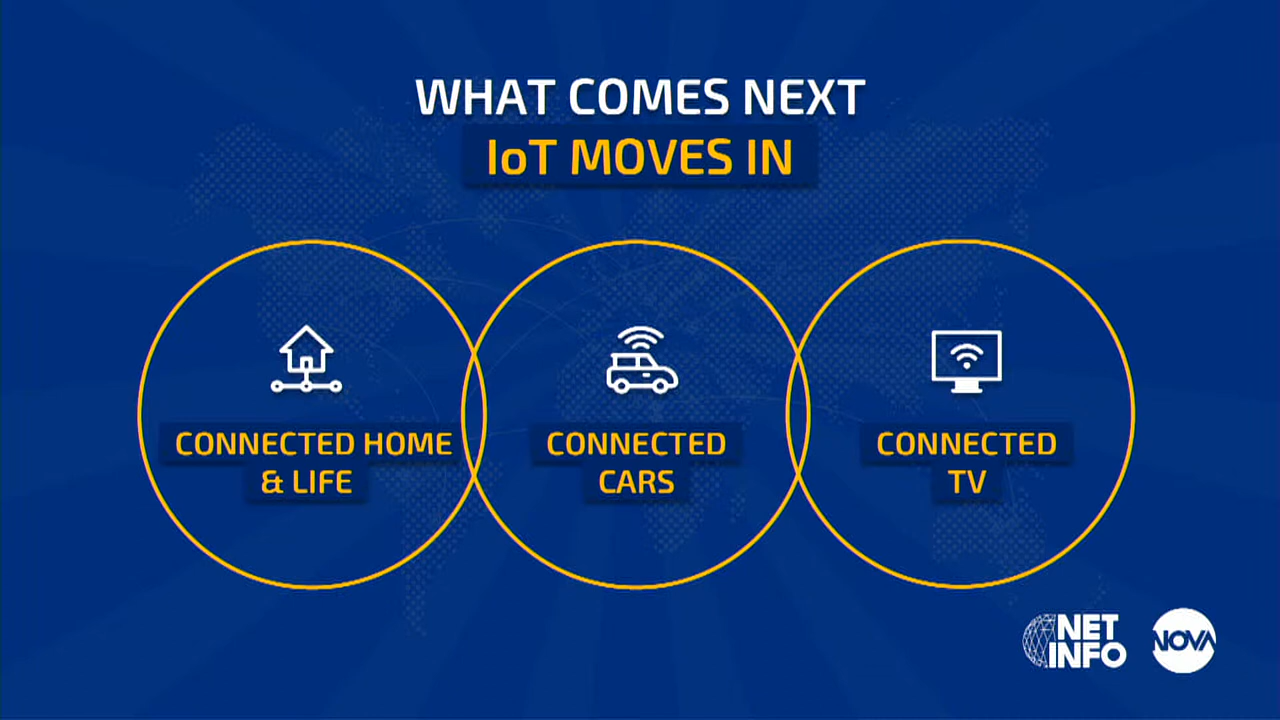 WHAT COMES NEXT
IoT MOVES IN
CONNECTED HOME
& LIFE
CONNECTED
CARS
CONNECTED
TV
NET
INFO
NOVA